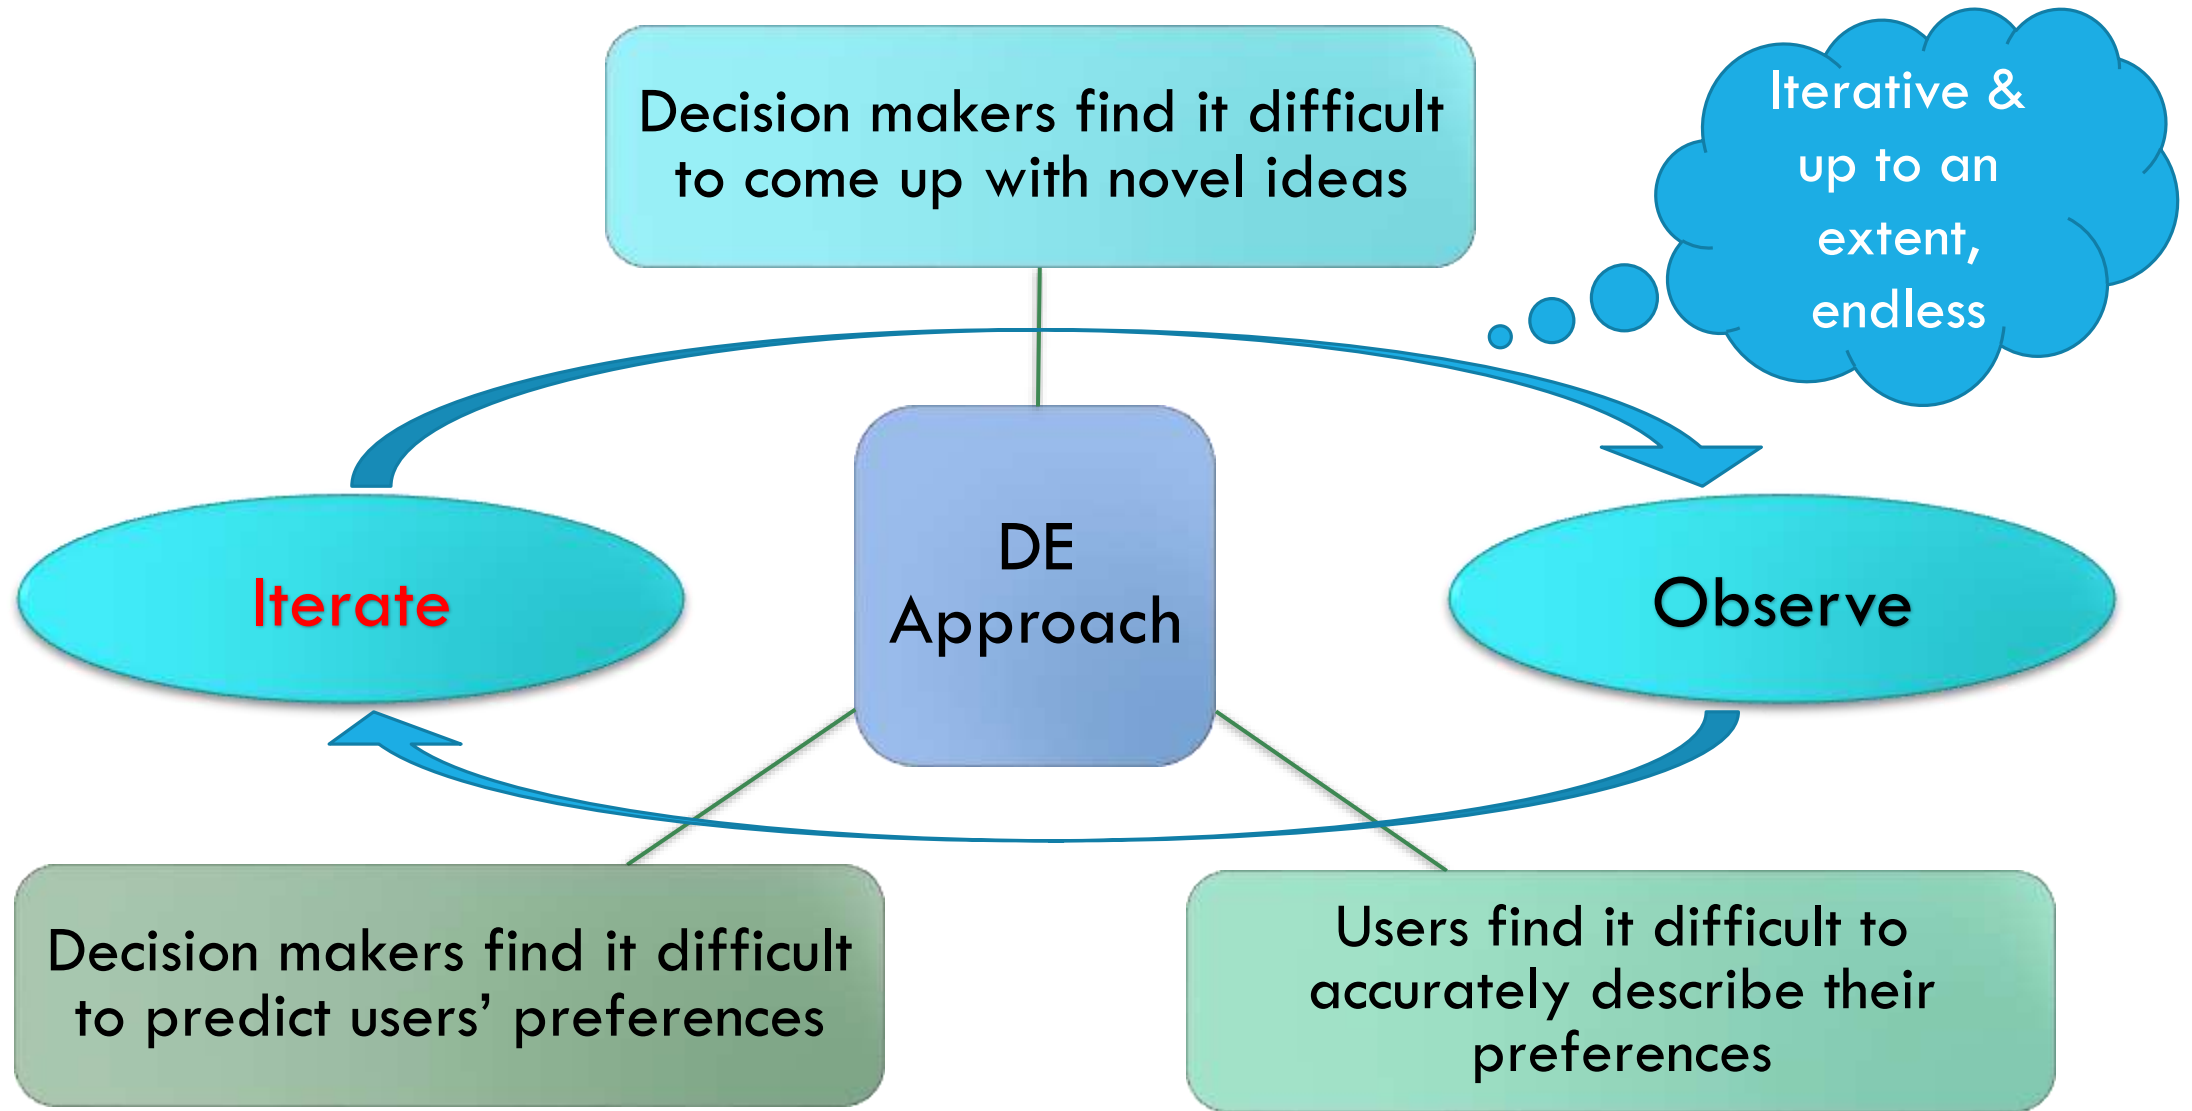 Decision makers find it difficult
to come up with novel ideas
Iterative &
up to an
extent,
endless
Iterate
DE
Approach
Observe
Decision makers find it difficult
to predict users’ preferences
Users find it difficult to
accurately describe their
preferences